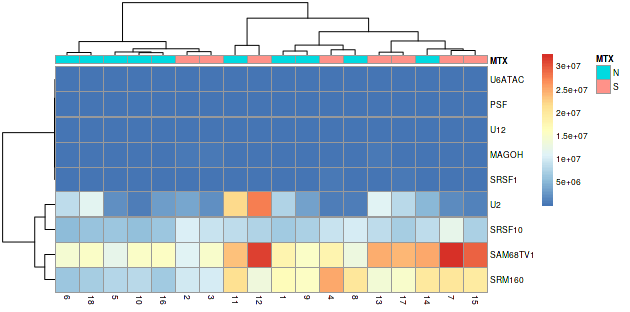 MTX
U6ATAC
PSF
U12
MAGOH
SRSF1
U2
SRSF10
SAM68TV1
SRM160
6 18 5 10 16 2 3 11 12 1 9 4 8 13 17 14 7 15
3e+07
2.5e+07
2e+07
1.5e+07
1e+07
5e+06
MTX
N
S